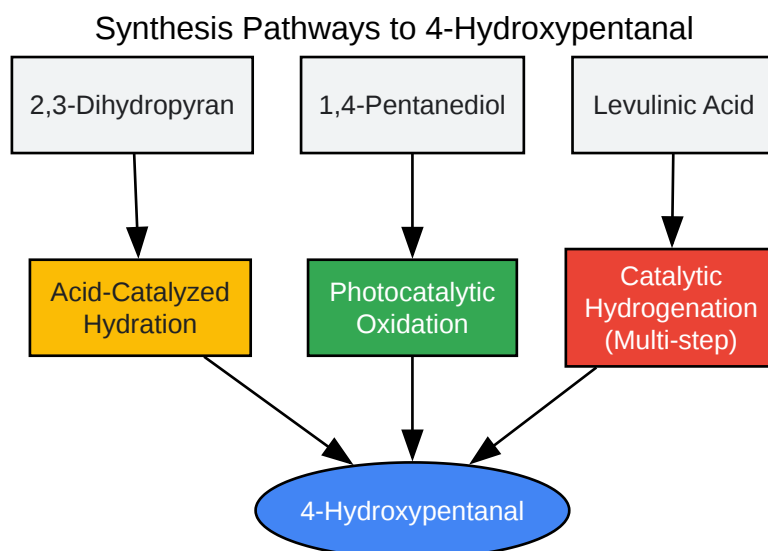 Synthesis Pathways to 4-Hydroxypentanal
2,3-Dihydropyran
1,4-Pentanediol
Levulinic Acid
Acid-Catalyzed
Hydration
Photocatalytic
Oxidation
Catalytic
Hydrogenation
(Multi-step)
4-Hydroxypentanal